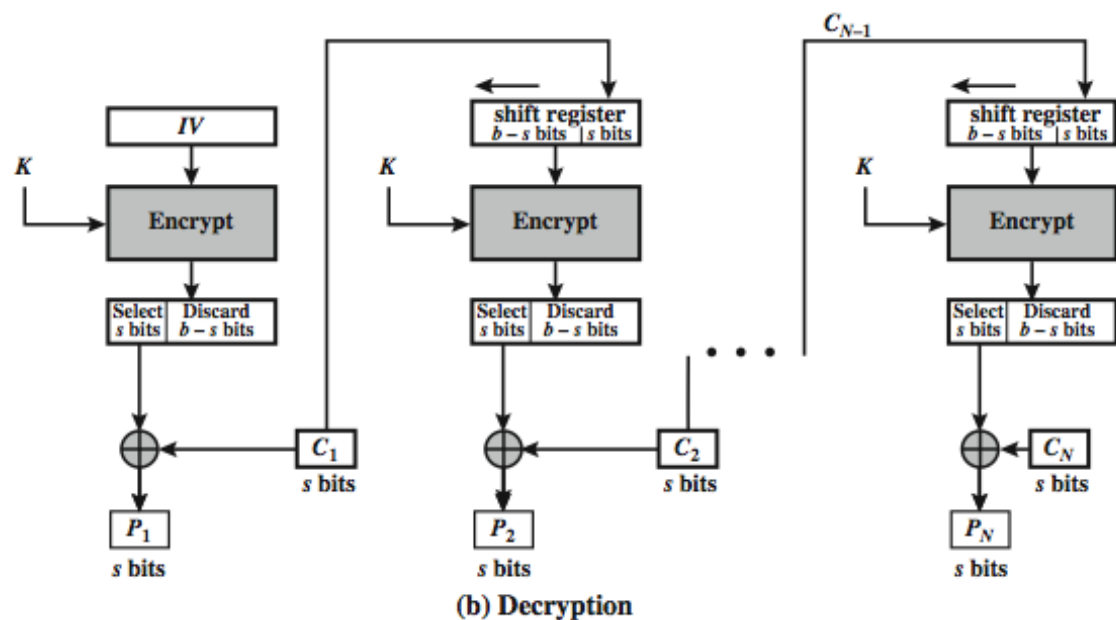 C_{N-1}
IV
shift register
b – s bits | s bits
shift register
b – s bits | s bits
K
K
K
Encrypt
Encrypt
Encrypt
Select Discard
s bits b – s bits
Select Discard
s bits b – s bits
Select Discard
s bits b – s bits
• • •
C_1
s bits
C_2
s bits
C_N
s bits
P_1
s bits
P_2
s bits
P_N
s bits
(b) Decryption